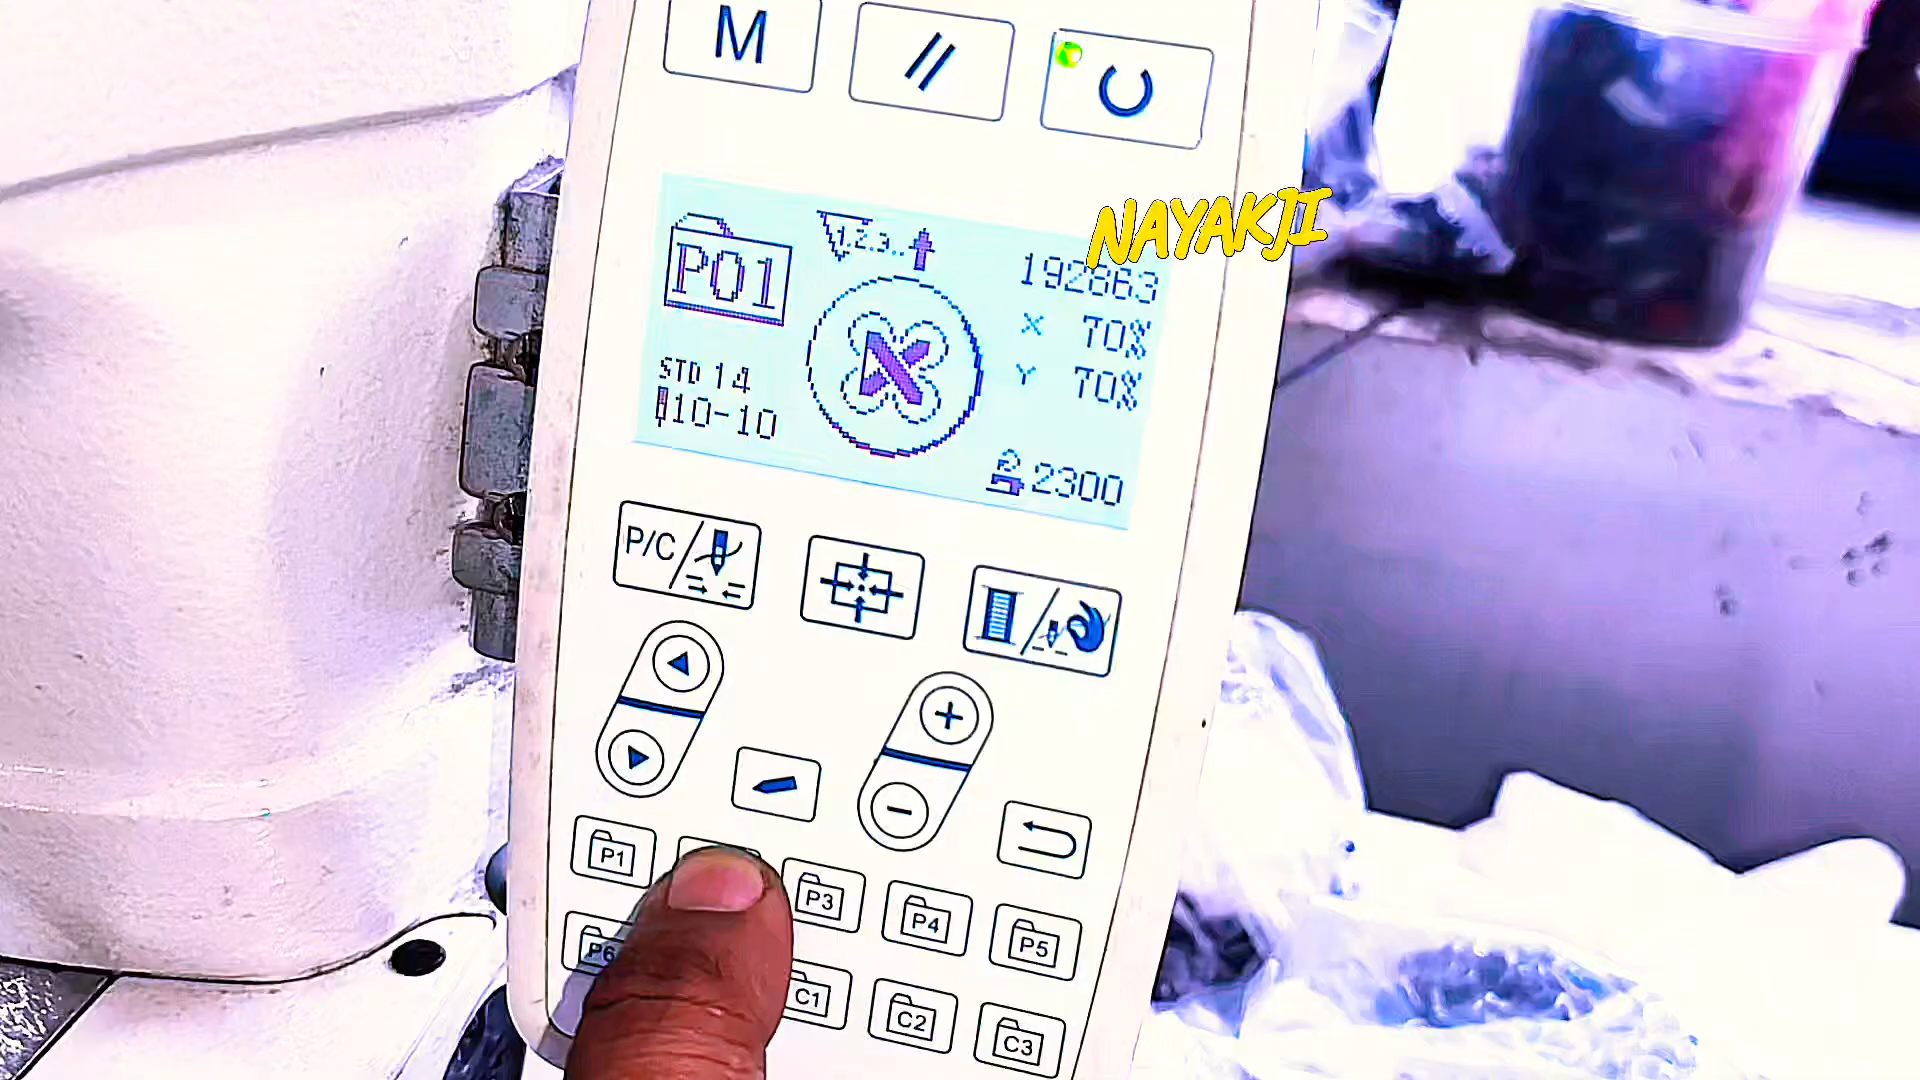 M
NAYAKJI
P01
1.2.3..
192863
X 70%
Y 70%
STD 14
10-10
2300
P/C
P1
P3
P4
P5
P6
C1
C2
C3